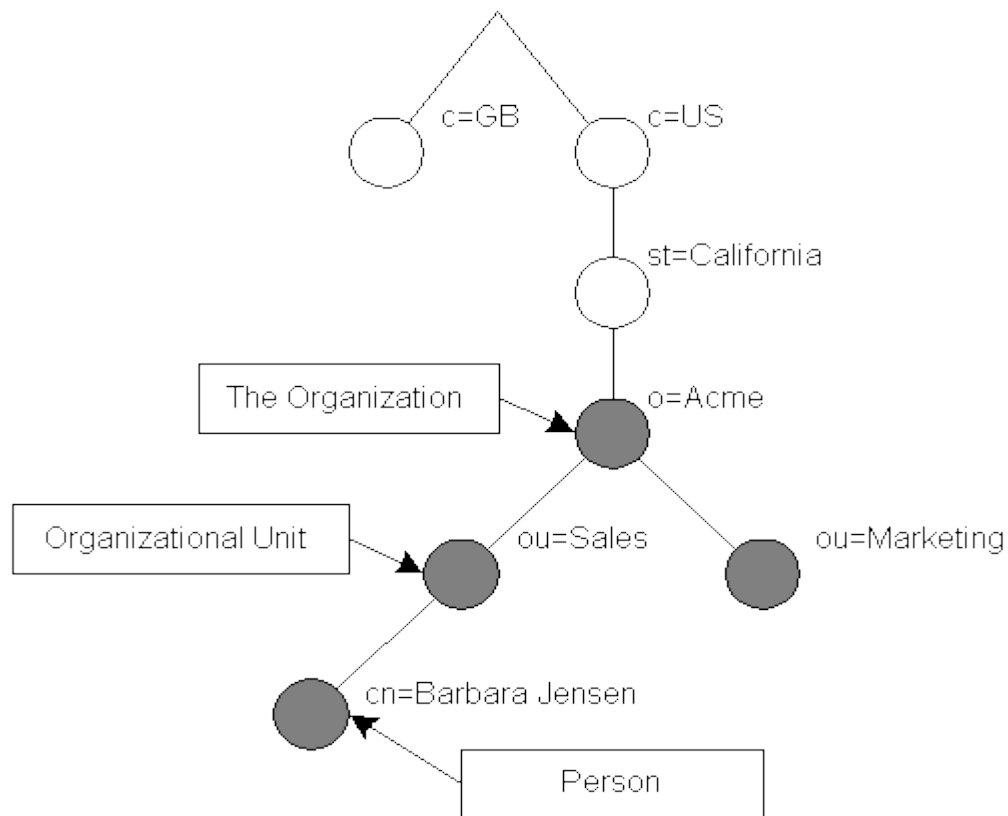 c=GB
c=US
st=California
The Organization
o=Acme
Organizational Unit
ou=Sales
ou=Marketing
cn=Barbara Jensen
Person